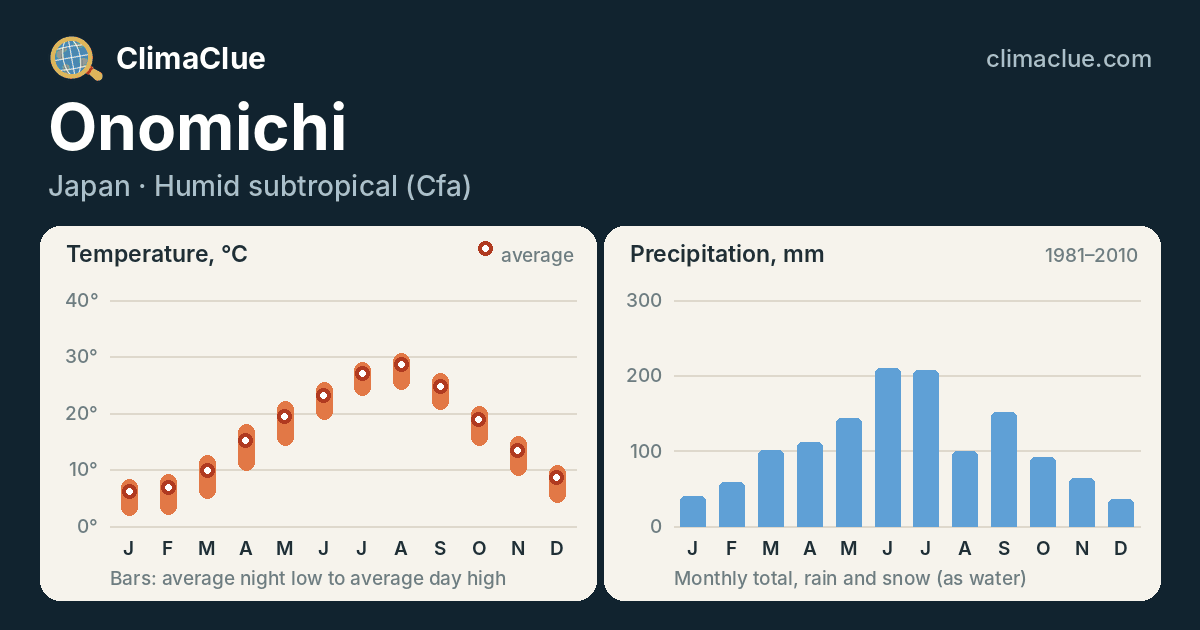 ClimaClue
climaclue.com
Onomichi
Japan · Humid subtropical (Cfa)
Temperature, °C
average
40°
30°
20°
10°
0°
J F M A M J J A S O N D
Bars: average night low to average day high
Precipitation, mm
1981–2010
300
200
100
0
J F M A M J J A S O N D
Monthly total, rain and snow (as water)